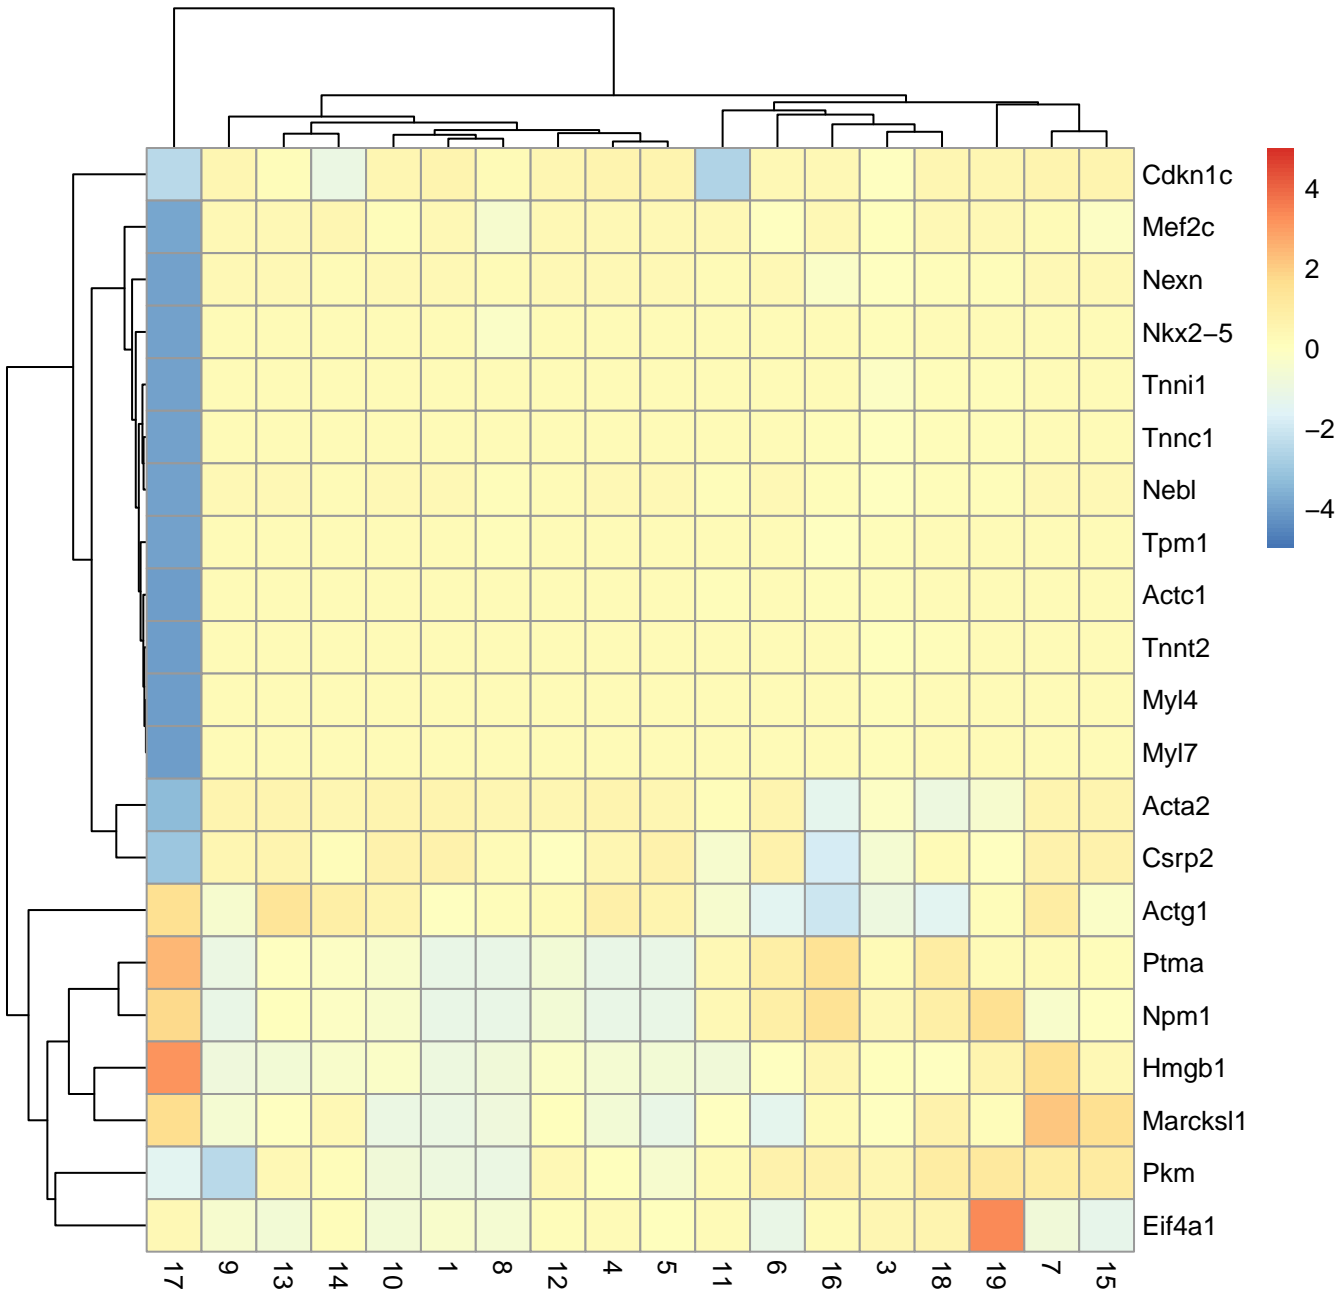 Cdkn1c
Mef2c
Nexn
Nkx2−5
Tnni1
Tnnc1
Nebl
Tpm1
Actc1
Tnnt2
Myl4
Myl7
Acta2
Csrp2
Actg1
Ptma
Npm1
Hmgb1
Marcksl1
Pkm
Eif4a1
4
2
0
−2
−4
17 9 13 14 10 1 8 12 4 5 11 6 16 3 18 19 7 15